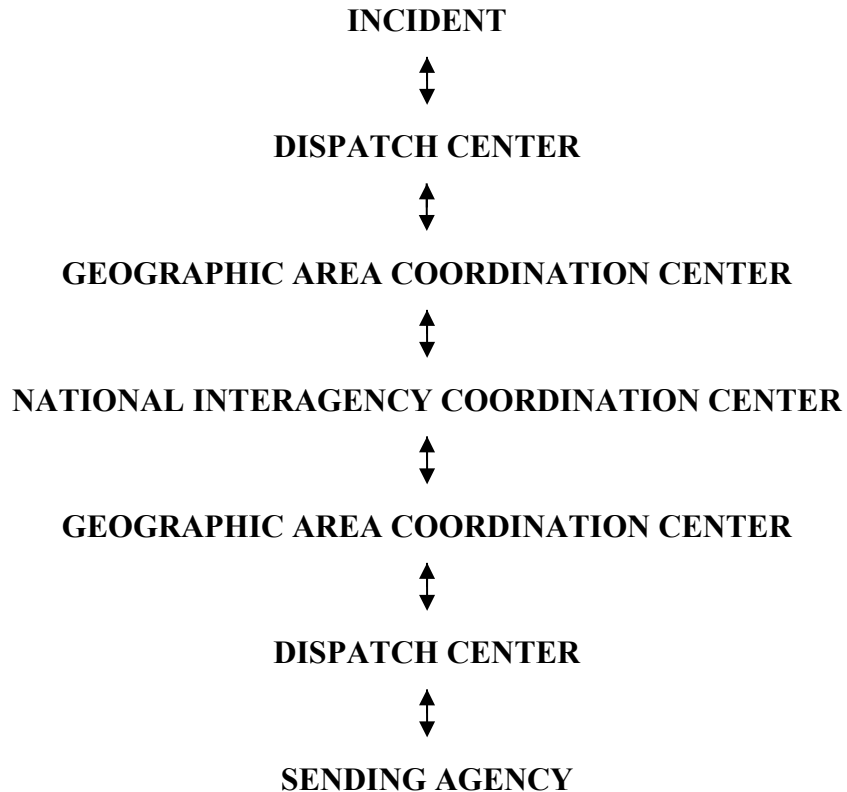 INCIDENT
DISPATCH CENTER
GEOGRAPHIC AREA COORDINATION CENTER
NATIONAL INTERAGENCY COORDINATION CENTER
GEOGRAPHIC AREA COORDINATION CENTER
DISPATCH CENTER
SENDING AGENCY